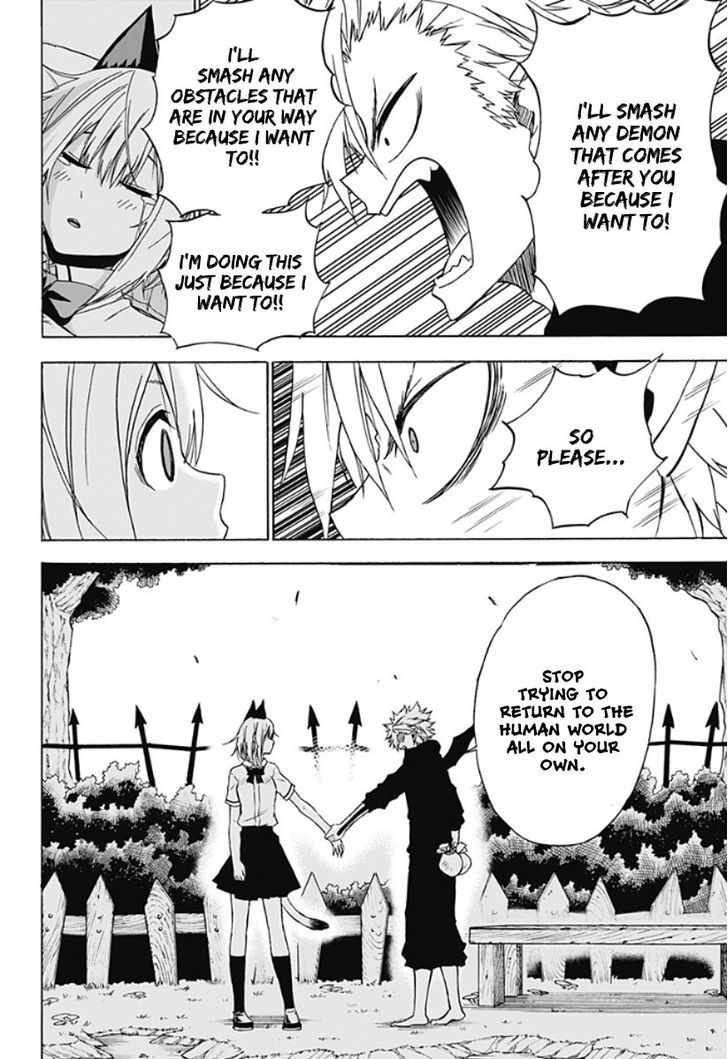 I'LL SMASH
ANY DEMON
THAT COMES
AFTER YOU
BECAUSE I
WANT TO!
I'LL
SMASH ANY
OBSTACLES THAT
ARE IN YOUR WAY
BECAUSE I WANT
TO!!
I'M DOING THIS
JUST BECAUSE I
WANT TO!!
SO
PLEASE...
STOP
TRYING TO
RETURN TO THE
HUMAN WORLD
ALL ON YOUR
OWN.